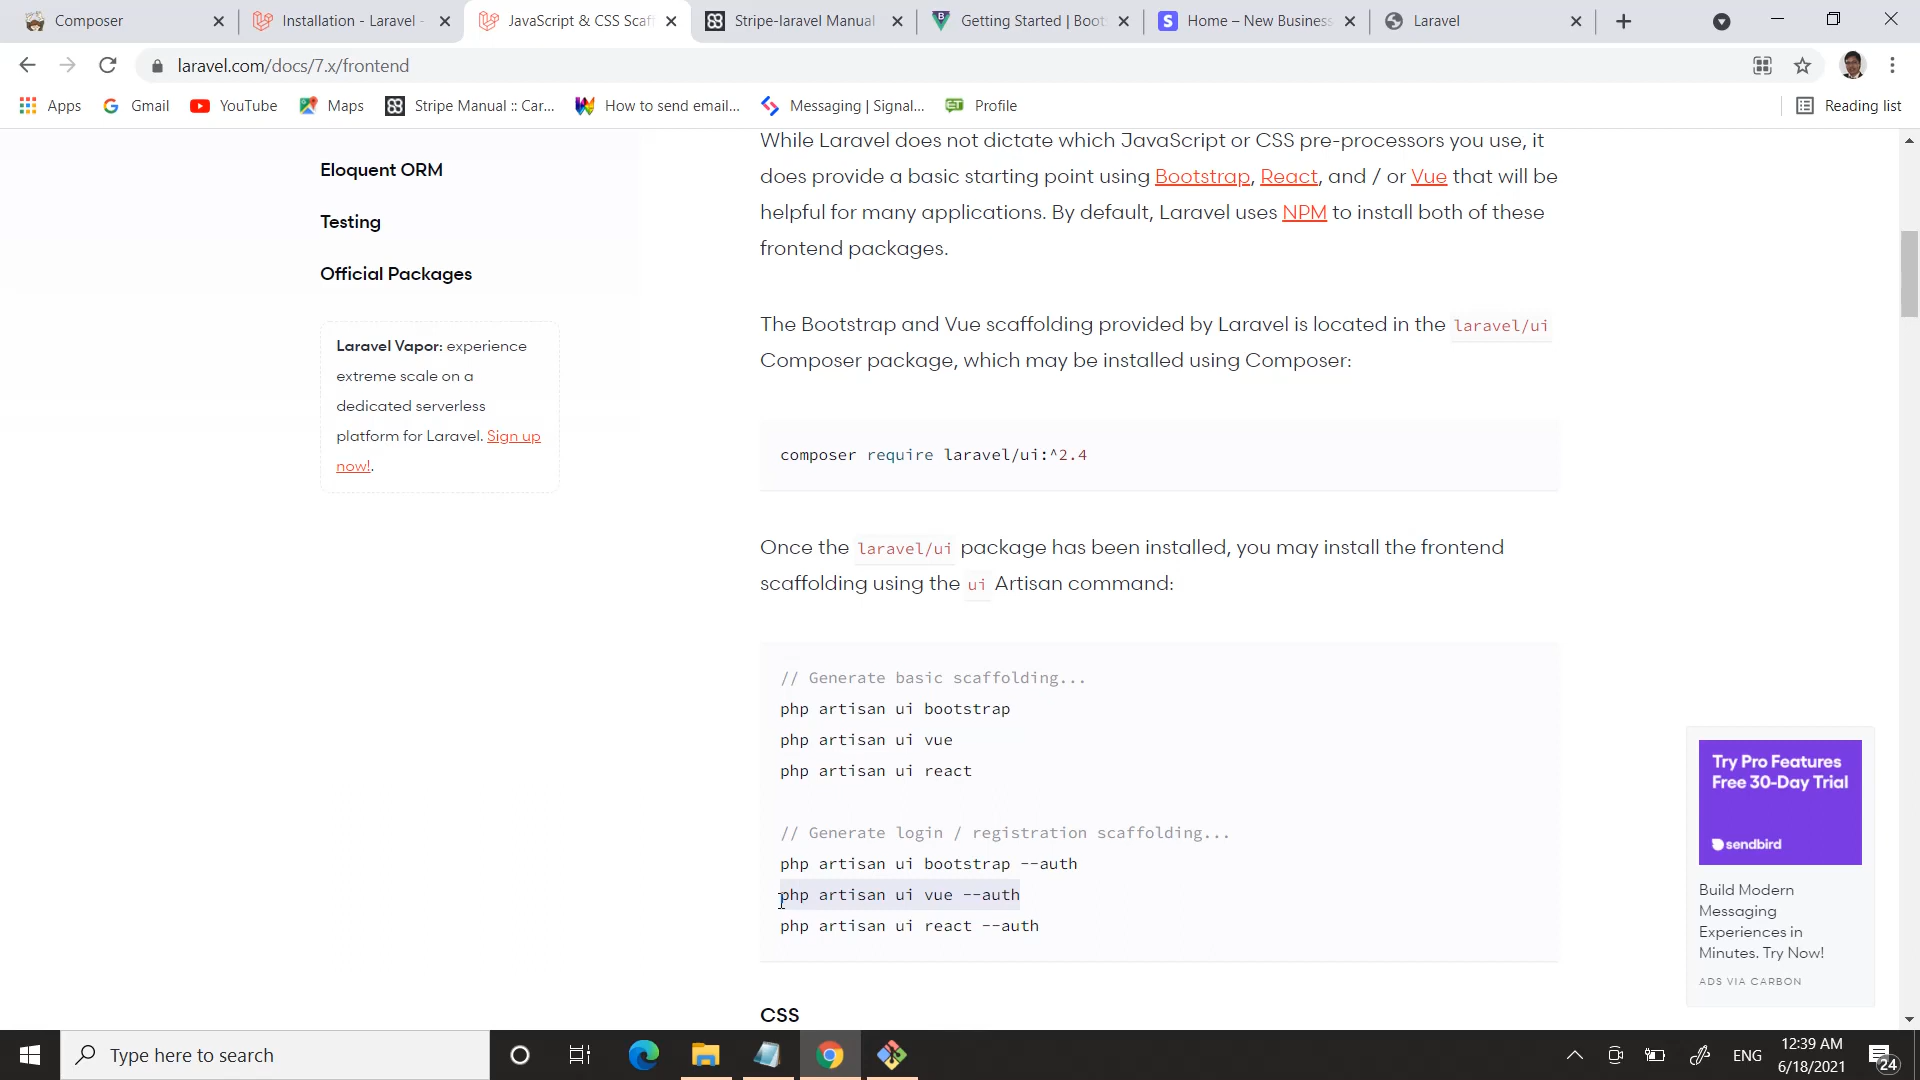 Composer
Installation - Laravel -
JavaScript & CSS Scaff
Stripe-laravel Manual
Getting Started | Boots
Home – New Business
Laravel
laravel.com/docs/7.x/frontend
Apps
Gmail
YouTube
Maps
Stripe Manual :: Car...
How to send email...
Messaging | Signal...
Profile
Reading list
Eloquent ORM
Testing
Official Packages
Laravel Vapor: experience
extreme scale on a
dedicated serverless
platform for Laravel. Sign up
now!.
While Laravel does not dictate which JavaScript or CSS pre-processors you use, it
does provide a basic starting point using Bootstrap, React, and / or Vue that will be
helpful for many applications. By default, Laravel uses NPM to install both of these
frontend packages.
The Bootstrap and Vue scaffolding provided by Laravel is located in the laravel/ui
Composer package, which may be installed using Composer:
composer require laravel/ui:^2.4
Once the laravel/ui package has been installed, you may install the frontend
scaffolding using the ui Artisan command:
// Generate basic scaffolding...
php artisan ui bootstrap
php artisan ui vue
php artisan ui react
// Generate login / registration scaffolding...
php artisan ui bootstrap --auth
php artisan ui vue --auth
php artisan ui react --auth
CSS
Try Pro Features
Free 30-Day Trial
sendbird
Build Modern
Messaging
Experiences in
Minutes. Try Now!
ADS VIA CARBON
Type here to search
ENG
12:39 AM
6/18/2021
24